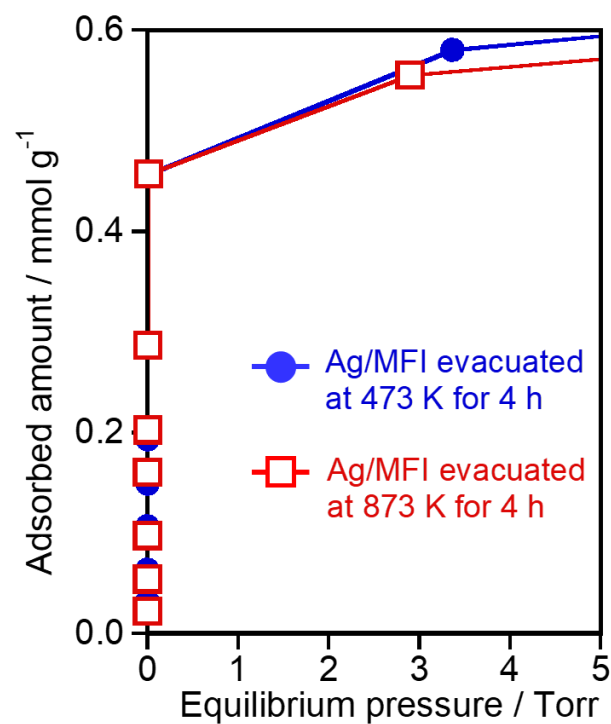 0.6
0.4
0.2
0.0
Adsorbed amount / mmol g⁻¹
Ag/MFI evacuated
at 473 K for 4 h
Ag/MFI evacuated
at 873 K for 4 h
0 1 2 3 4 5
Equilibrium pressure / Torr